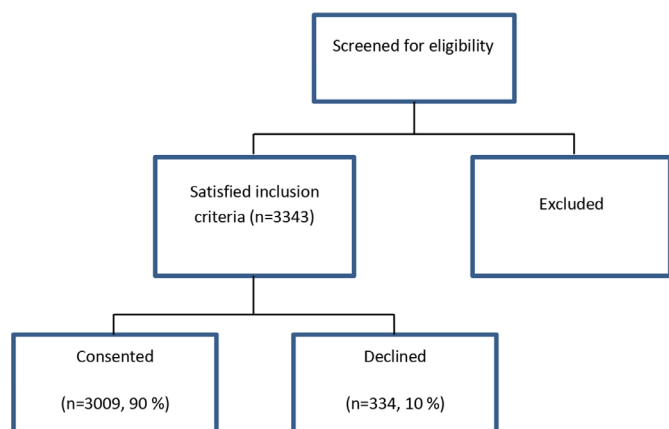 Screened for eligibility
Satisfied inclusion
criteria (n=3343)
Excluded
Consented
(n=3009, 90 %)
Declined
(n=334, 10 %)